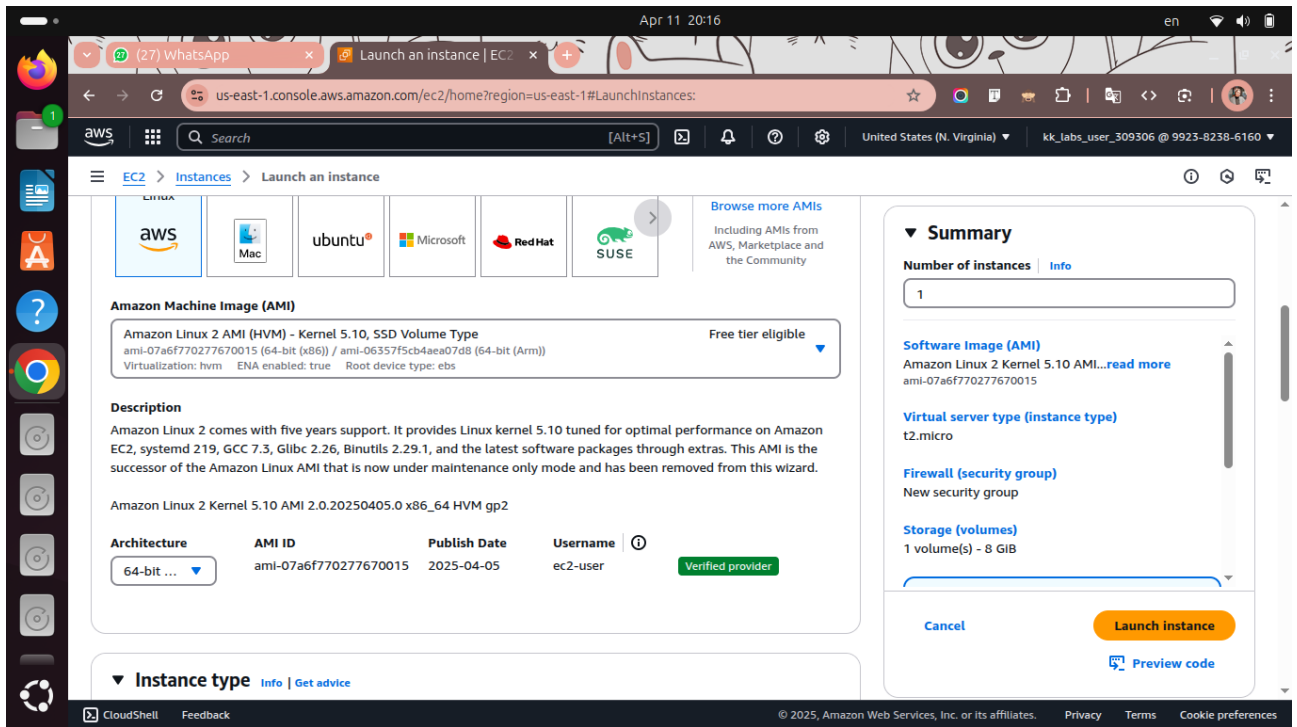 Apr 11 20:16
en
(27) WhatsApp
Launch an instance | EC2
us-east-1.console.aws.amazon.com/ec2/home?region=us-east-1#LaunchInstances:
1
aws
Search
[Alt+S]
United States (N. Virginia)
kk_labs_user_309306 @ 9923-8238-6160
EC2 > Instances > Launch an instance
Linux
aws
Mac
ubuntu
Microsoft
Red Hat
SUSE
Browse more AMIs
Including AMIs from
AWS, Marketplace and
the Community
Amazon Machine Image (AMI)
Amazon Linux 2 AMI (HVM) - Kernel 5.10, SSD Volume Type
Free tier eligible
ami-07a6f770277670015 (64-bit (x86)) / ami-06357f5cb4aea07d8 (64-bit (Arm))
Virtualization: hvm ENA enabled: true Root device type: ebs
Description
Amazon Linux 2 comes with five years support. It provides Linux kernel 5.10 tuned for optimal performance on Amazon
EC2, systemd 219, GCC 7.3, Glibc 2.26, Binutils 2.29.1, and the latest software packages through extras. This AMI is the
successor of the Amazon Linux AMI that is now under maintenance only mode and has been removed from this wizard.
Amazon Linux 2 Kernel 5.10 AMI 2.0.20250405.0 x86_64 HVM gp2
Architecture AMI ID Publish Date Username
64-bit ... ami-07a6f770277670015 2025-04-05 ec2-user Verified provider
Instance type Info | Get advice
Summary
Number of instances Info
1
Software Image (AMI)
Amazon Linux 2 Kernel 5.10 AMI...read more
ami-07a6f770277670015
Virtual server type (instance type)
t2.micro
Firewall (security group)
New security group
Storage (volumes)
1 volume(s) - 8 GiB
Cancel
Launch instance
Preview code
CloudShell Feedback
© 2025, Amazon Web Services, Inc. or its affiliates. Privacy Terms Cookie preferences